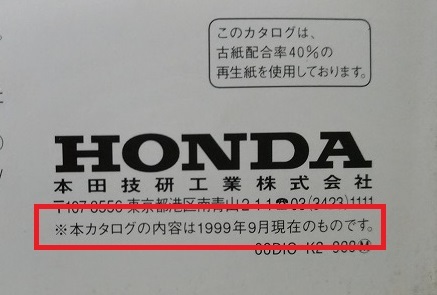 このカタログは、
古紙配合率40%の
再生紙を使用しております。
HONDA
本田技研工業株式会社
〒107-8556 東京都港区南青山2-1-1 ☎03(3423)1111
※本カタログの内容は1999年9月現在のものです。